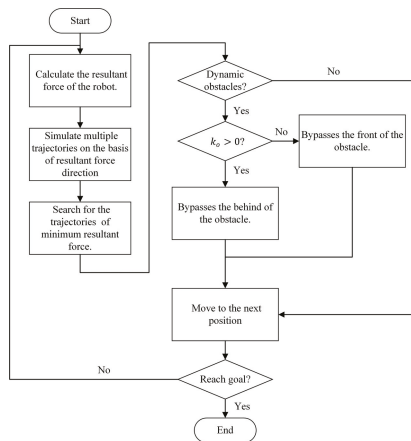 Start
Calculate the resultant
force of the robot.
Simulate multiple
trajectories on the basis
of resultant force
direction
Search for the
trajectories of
minimum resultant
force.
Dynamic
obstacles?
No
Yes
k_o > 0?
No
Bypasses the front of the
obstacle.
Yes
Bypasses the behind of
the obstacle.
Move to the next
position
Reach goal?
No
Yes
End